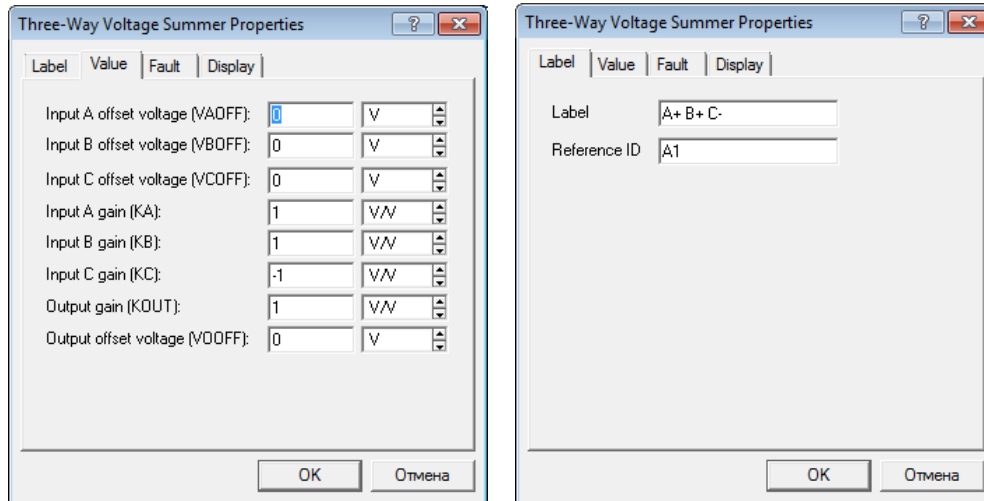 Three-Way Voltage Summer Properties
Label Value Fault Display
Input A offset voltage (VAOFF): 0 V
Input B offset voltage (VBOFF): 0 V
Input C offset voltage (VCOFF): 0 V
Input A gain (KA): 1 V/V
Input B gain (KB): 1 V/V
Input C gain (KC): -1 V/V
Output gain (KOUT): 1 V/V
Output offset voltage (VOOFF): 0 V
OK Отмена
Three-Way Voltage Summer Properties
Label Value Fault Display
Label A+ B+ C-
Reference ID A1
OK Отмена